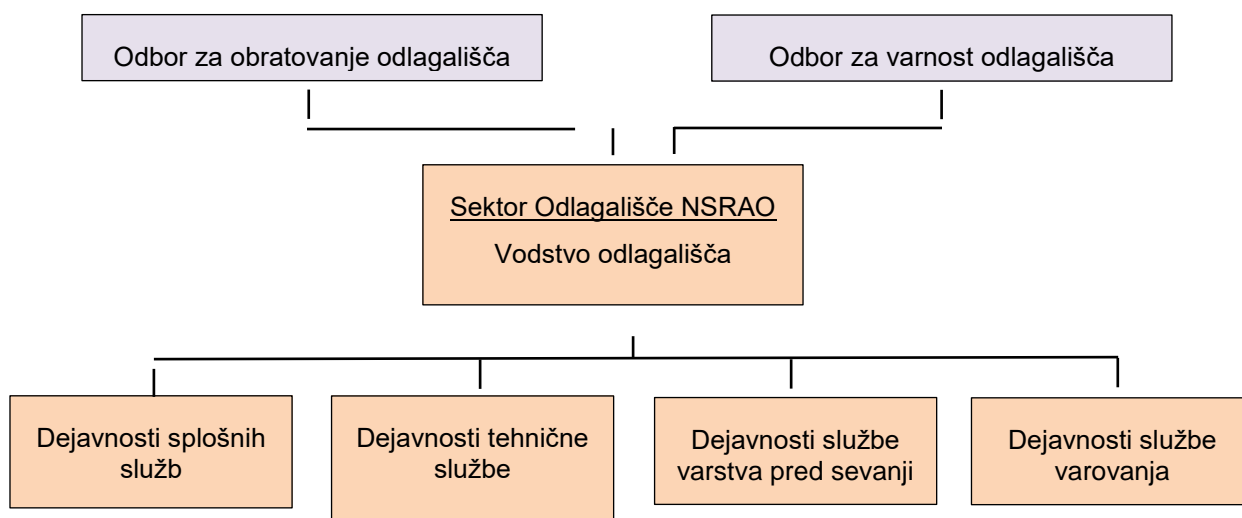 Odbor za obratovanje odlagališča
Odbor za varnost odlagališča
Sektor Odlagališče NSRAO
Vodstvo odlagališča
Dejavnosti splošnih
služb
Dejavnosti tehnične
službe
Dejavnosti službe
varstva pred sevanji
Dejavnosti službe
varovanja